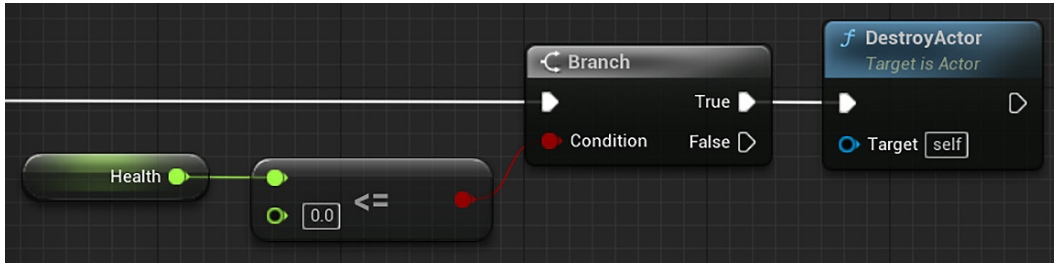 Health
0.0
<=
Branch
True
Condition
False
f DestroyActor
Target is Actor
Target self